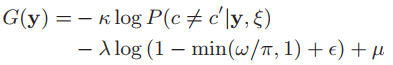 G(y) = − κ log P(c ≠ c′|y, ξ)
− λ log (1 − min(ω/π, 1) + ϵ) + μ